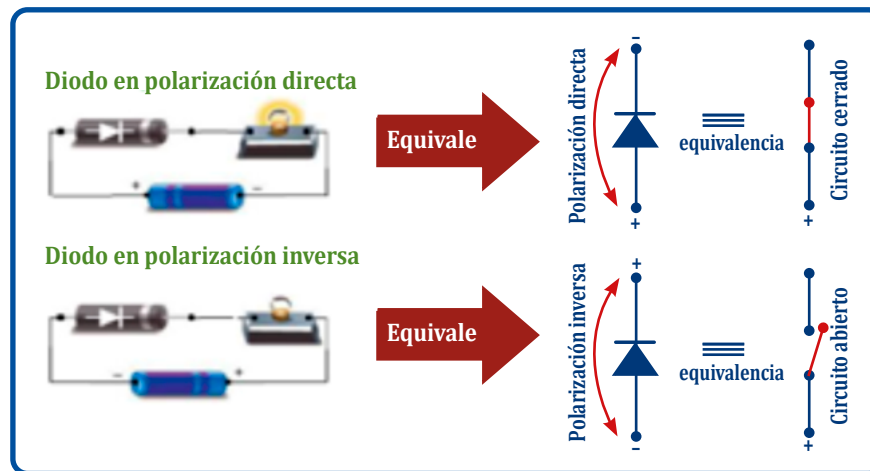 Diodo en polarización directa
+
−
Equivale
Polarización directa
−
+
equivalencia
Circuito cerrado
+
Diodo en polarización inversa
−
+
Equivale
Polarización inversa
+
−
equivalencia
Circuito abierto
+